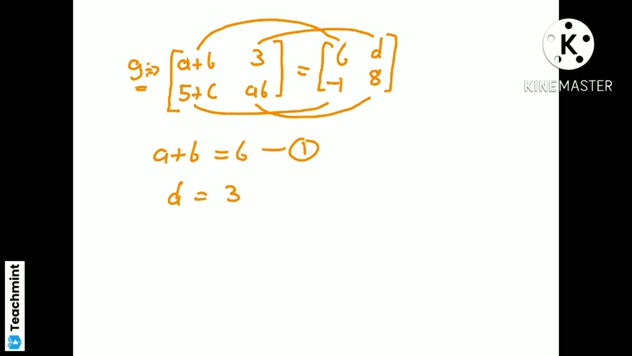 9 ⇒ [a+b 3] = [6 d]
[5+c ab] [-1 8]
a+b = 6 — ①
d = 3
K
KINEMASTER
Teachmint